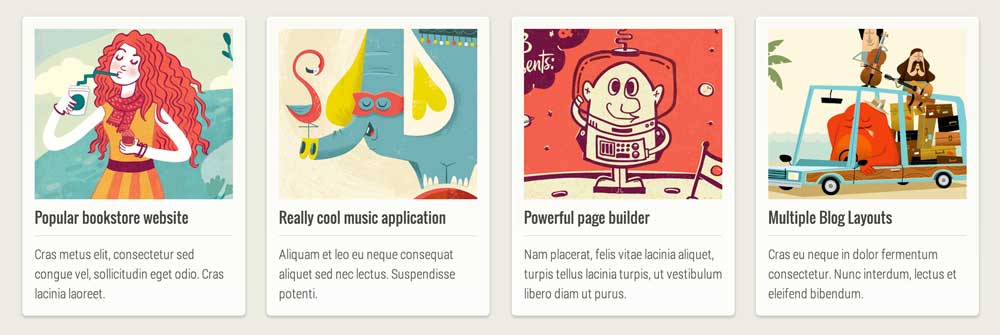 Popular bookstore website
Cras metus elit, consectetur sed
congue vel, sollicitudin eget odio. Cras
lacinia laoreet.
Really cool music application
Aliquam et leo eu neque consequat
aliquet sed nec lectus. Suspendisse
potenti.
&
sents:
Powerful page builder
Nam placerat, felis vitae lacinia aliquet,
turpis tellus lacinia turpis, ut vestibulum
libero diam ut purus.
Multiple Blog Layouts
Cras eu neque in dolor fermentum
consectetur. Nunc interdum, lectus et
eleifend bibendum.